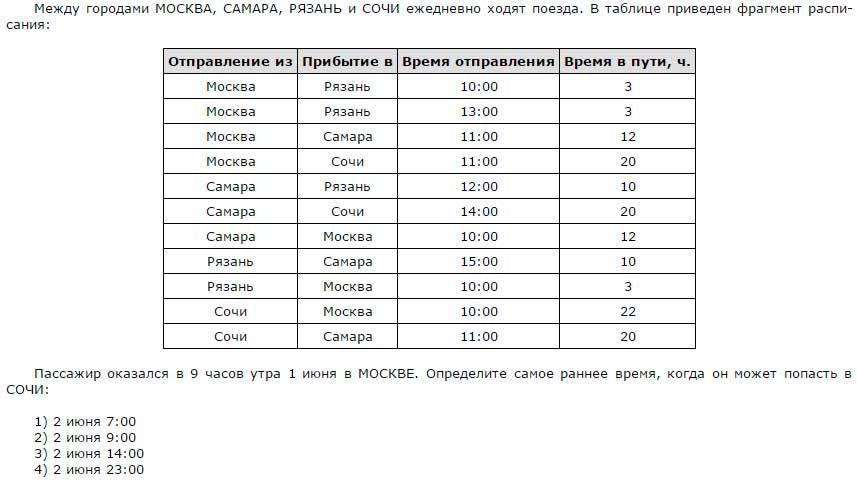 Между городами МОСКВА, САМАРА, РЯЗАНЬ и СОЧИ ежедневно ходят поезда. В таблице приведен фрагмент распи-
сания:
Отправление из Прибытие в Время отправления Время в пути, ч.
Москва Рязань 10:00 3
Москва Рязань 13:00 3
Москва Самара 11:00 12
Москва Сочи 11:00 20
Самара Рязань 12:00 10
Самара Сочи 14:00 20
Самара Москва 10:00 12
Рязань Самара 15:00 10
Рязань Москва 10:00 3
Сочи Москва 10:00 22
Сочи Самара 11:00 20
Пассажир оказался в 9 часов утра 1 июня в МОСКВЕ. Определите самое раннее время, когда он может попасть в
СОЧИ:
1) 2 июня 7:00
2) 2 июня 9:00
3) 2 июня 14:00
4) 2 июня 23:00